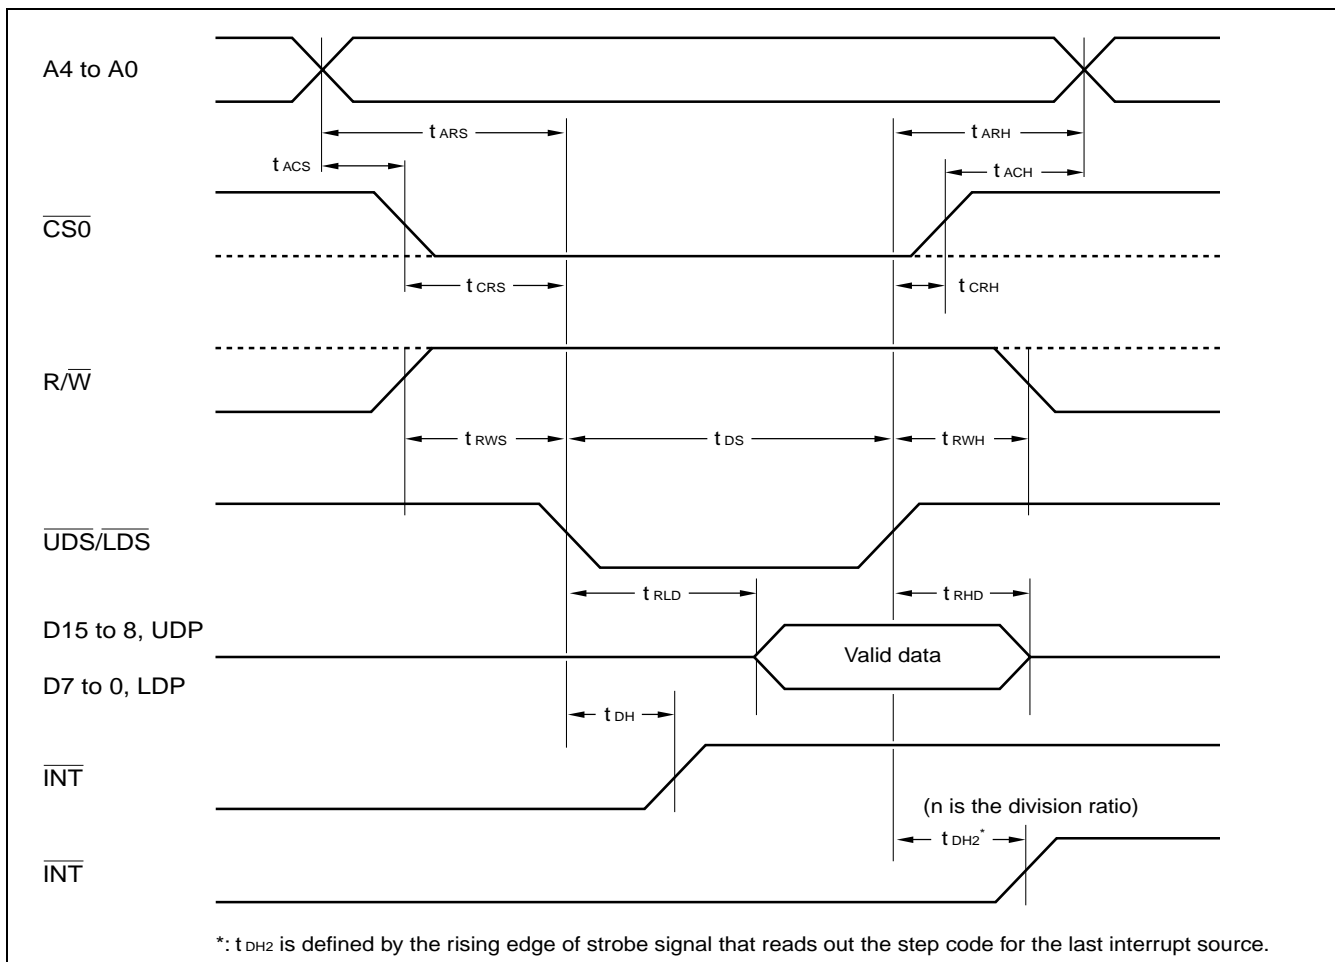 A4 to A0
t ARS
t ARH
t ACS
t ACH
CS0
t CRS
t CRH
R/W
t RWS
t DS
t RWH
UDS/LDS
t RLD
t RHD
D15 to 8, UDP
Valid data
D7 to 0, LDP
t DH
INT
(n is the division ratio)
t DH2*
INT
*: t DH2 is defined by the rising edge of strobe signal that reads out the step code for the last interrupt source.